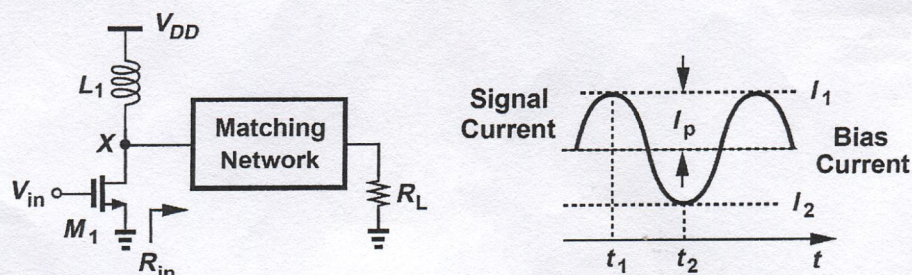 V_DD
L_1
X
Matching
Network
V_in
M_1
R_in
R_L
Signal
Current
I_p
I_1
Bias
Current
I_2
t_1
t_2
t